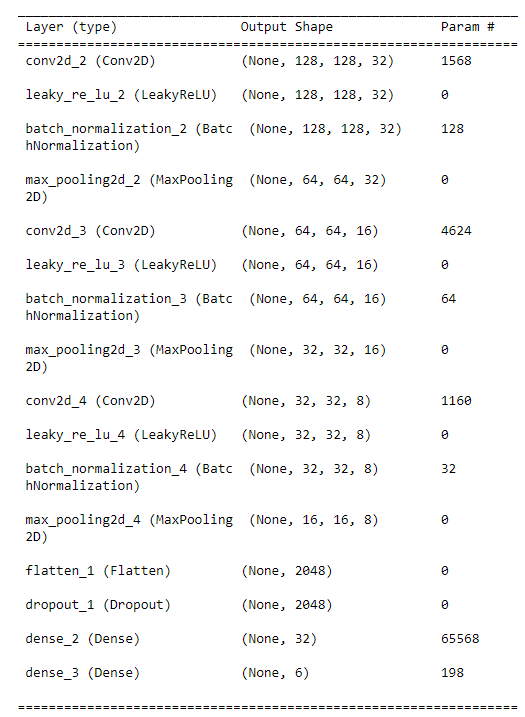 Layer (type) Output Shape Param #
conv2d_2 (Conv2D) (None, 128, 128, 32) 1568
leaky_re_lu_2 (LeakyReLU) (None, 128, 128, 32) 0
batch_normalization_2 (Batc (None, 128, 128, 32) 128
hNormalization)
max_pooling2d_2 (MaxPooling (None, 64, 64, 32) 0
2D)
conv2d_3 (Conv2D) (None, 64, 64, 16) 4624
leaky_re_lu_3 (LeakyReLU) (None, 64, 64, 16) 0
batch_normalization_3 (Batc (None, 64, 64, 16) 64
hNormalization)
max_pooling2d_3 (MaxPooling (None, 32, 32, 16) 0
2D)
conv2d_4 (Conv2D) (None, 32, 32, 8) 1160
leaky_re_lu_4 (LeakyReLU) (None, 32, 32, 8) 0
batch_normalization_4 (Batc (None, 32, 32, 8) 32
hNormalization)
max_pooling2d_4 (MaxPooling (None, 16, 16, 8) 0
2D)
flatten_1 (Flatten) (None, 2048) 0
dropout_1 (Dropout) (None, 2048) 0
dense_2 (Dense) (None, 32) 65568
dense_3 (Dense) (None, 6) 198